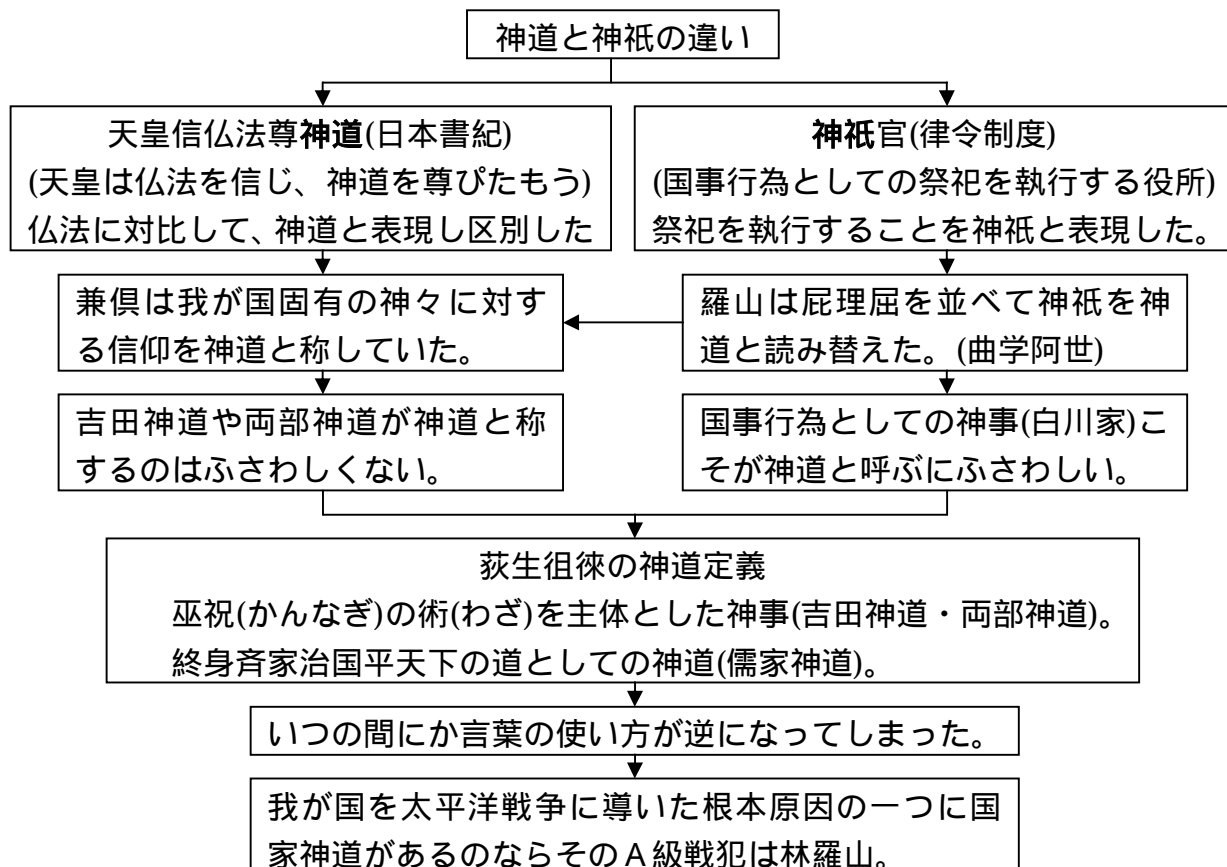 神道と神祇の違い
天皇信仏法尊神道(日本書紀)
(天皇は仏法を信じ、神道を尊ぴたもう)
仏法に対比して、神道と表現し区別した
神祇官(律令制度)
(国事行為としての祭祀を執行する役所)
祭祀を執行することを神祇と表現した。
兼倶は我が国固有の神々に対す
る信仰を神道と称していた。
羅山は屁理屈を並べて神祇を神
道と読み替えた。(曲学阿世)
吉田神道や両部神道が神道と称
するのはふさわしくない。
国事行為としての神事(白川家)こ
そが神道と呼ぶにふさわしい。
荻生徂徠の神道定義
巫祝(かんなぎ)の術(わざ)を主体とした神事(吉田神道・両部神道)。
終身斉家治国平天下の道としての神道(儒家神道)。
いつの間にか言葉の使い方が逆になってしまった。
我が国を太平洋戦争に導いた根本原因の一つに国
家神道があるのならそのA級戦犯は林羅山。